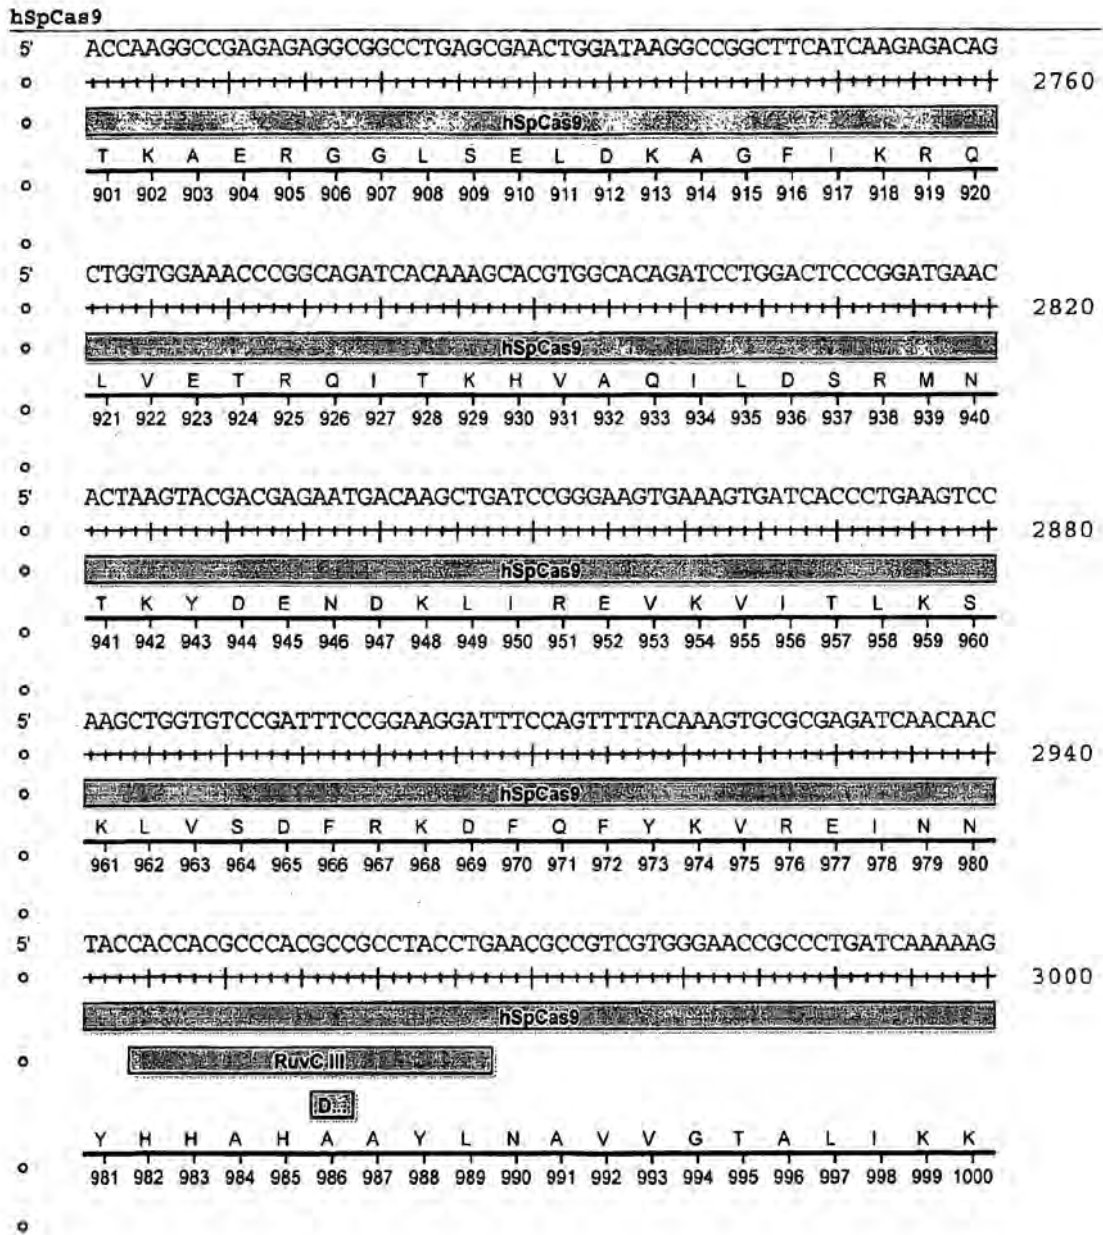 hSpCas9
5' ACCAAGGCCGAGAGAGGCGGCCTGAGCGAACTGGATAAGGCCGGCTTCATCAAGAGACAG
2760
hSpCas9
T K A E R G G L S E L D K A G F I K R Q
901 902 903 904 905 906 907 908 909 910 911 912 913 914 915 916 917 918 919 920
5' CTGGTGGAAACCCGGCAGATCACAAAGCACGTGGCACAGATCCTGGACTCCCGGATGAAC
2820
hSpCas9
L V E T R Q I T K H V A Q I L D S R M N
921 922 923 924 925 926 927 928 929 930 931 932 933 934 935 936 937 938 939 940
5' ACTAAGTACGACGAGAATGACAAGCTGATCCGGGAAGTGAAAGTGATCACCCTGAAGTCC
2880
hSpCas9
T K Y D E N D K L I R E V K V I T L K S
941 942 943 944 945 946 947 948 949 950 951 952 953 954 955 956 957 958 959 960
5' AAGCTGGTGTCCGATTTCCGGAAGGATTTCCAGTTTTACAAAGTGCGCGAGATCAACAAC
2940
hSpCas9
K L V S D F R K D F Q F Y K V R E I N N
961 962 963 964 965 966 967 968 969 970 971 972 973 974 975 976 977 978 979 980
5' TACCACCACGCCCACGCCGCCTACCTGAACGCCGTCGTGGGAACCGCCCTGATCAAAAAG
3000
hSpCas9
RuvC III
D
Y H H A H A A Y L N A V V G T A L I K K
981 982 983 984 985 986 987 988 989 990 991 992 993 994 995 996 997 998 999 1000